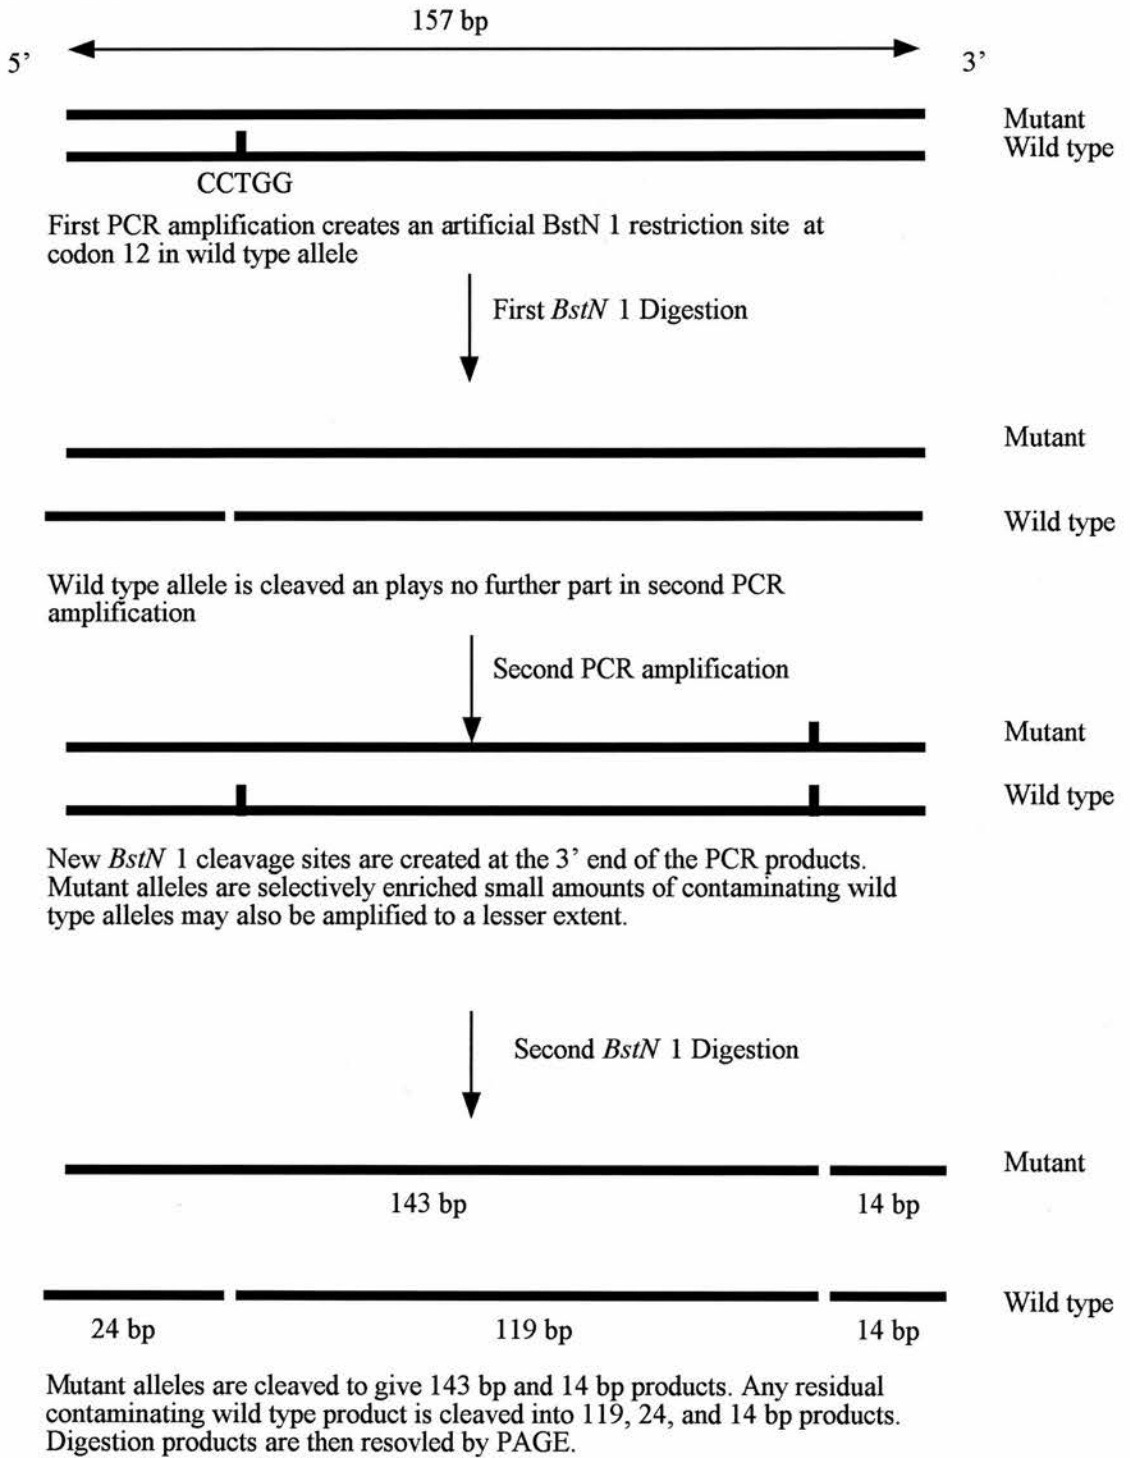 157 bp
5’
3’
Mutant
Wild type
CCTGG
First PCR amplification creates an artificial BstN 1 restriction site at
codon 12 in wild type allele
First BstN 1 Digestion
Mutant
Wild type
Wild type allele is cleaved an plays no further part in second PCR
amplification
Second PCR amplification
Mutant
Wild type
New BstN 1 cleavage sites are created at the 3’ end of the PCR products.
Mutant alleles are selectively enriched small amounts of contaminating wild
type alleles may also be amplified to a lesser extent.
Second BstN 1 Digestion
Mutant
143 bp
14 bp
Wild type
24 bp
119 bp
14 bp
Mutant alleles are cleaved to give 143 bp and 14 bp products. Any residual
contaminating wild type product is cleaved into 119, 24, and 14 bp products.
Digestion products are then resovled by PAGE.